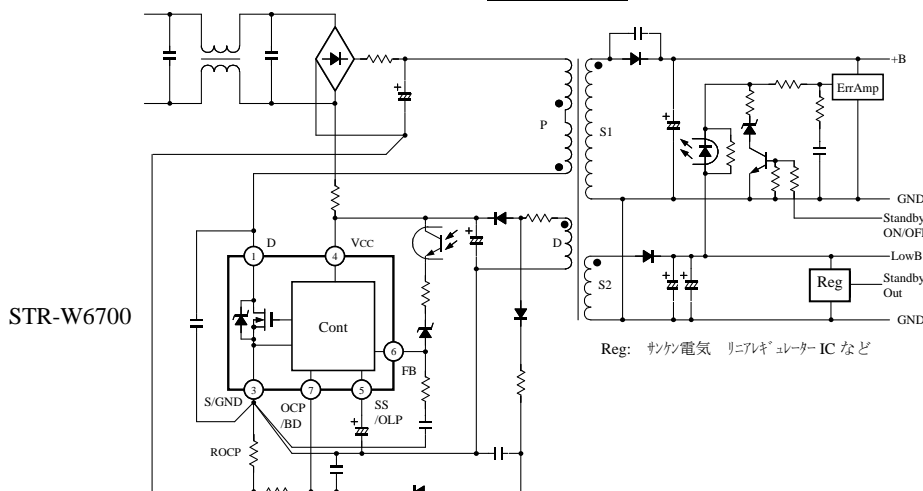 +B
ErrAmp
P
S1
GND
Standby
ON/OFF
D
VCC
D
1
4
LowB
S2
Reg
Standby
Out
STR-W6700
Cont
GND
6
FB
Reg: サンケン電気 リニアレギュレーター IC など
3
7
5
S/GND
OCP
/BD
SS
/OLP
ROCP